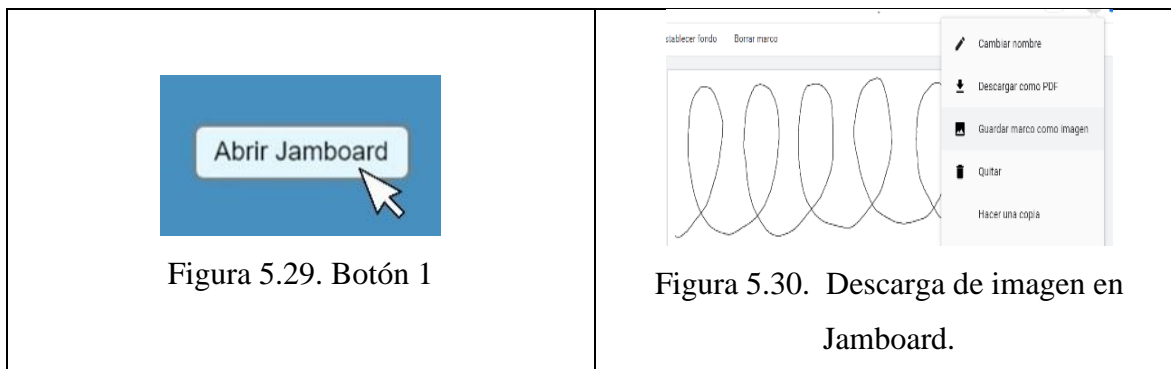 Abrir Jamboard
Figura 5.29. Botón 1
stablecer fondo Borrar marco
Cambiar nombre
Descargar como PDF
Guardar marco como imagen
Quitar
Hacer una copia
Figura 5.30. Descarga de imagen en
Jamboard.